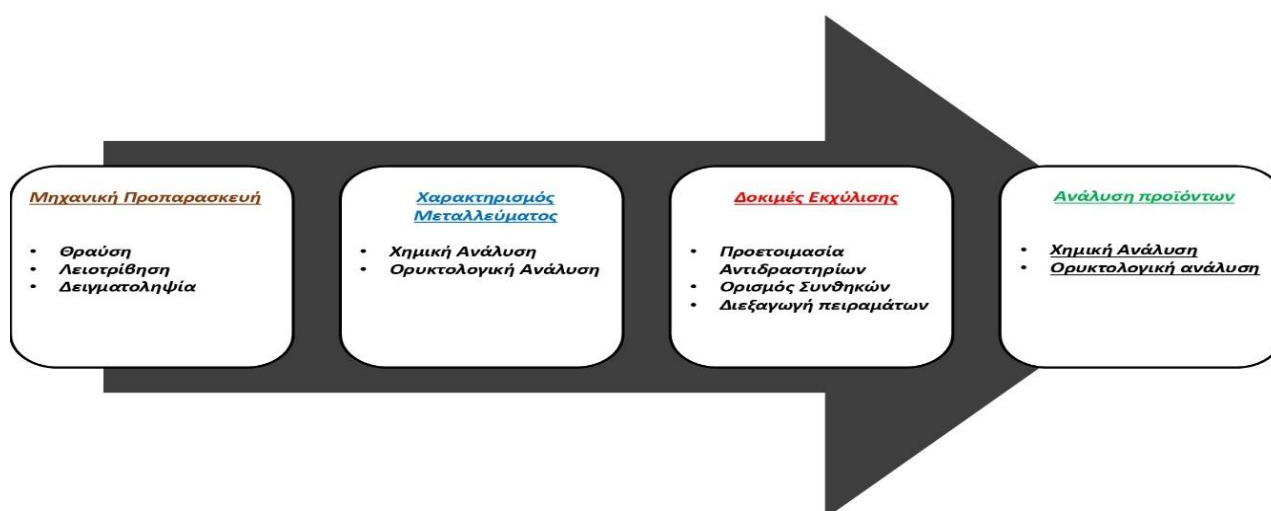 Μηχανική Προπαρασκευή
• Θραύση
• Λειοτρίβηση
• Δειγματοληψία
Χαρακτηρισμός
Μεταλλεύματος
• Χημική Ανάλυση
• Ορυκτολογική Ανάλυση
Δοκιμές Εκχύλισης
• Προετοιμασία
Αντιδραστηρίων
• Ορισμός Συνθηκών
• Διεξαγωγή πειραμάτων
Ανάλυση προϊόντων
• Χημική Ανάλυση
• Ορυκτολογική ανάλυση